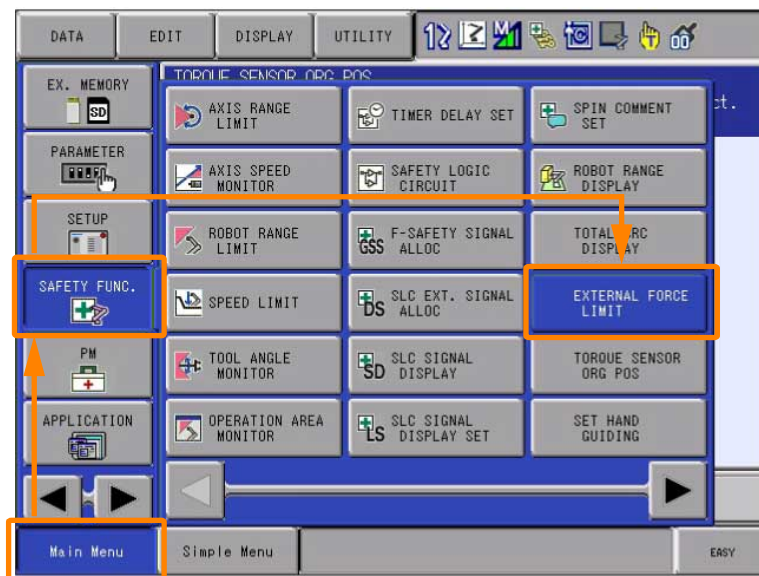 DATA
EDIT
DISPLAY
UTILITY
EX. MEMORY
SD
TORQUE SENSOR ORG POS
ct.
AXIS RANGE
LIMIT
TIMER DELAY SET
SPIN COMMENT
SET
PARAMETER
AXIS SPEED
MONITOR
SAFETY LOGIC
CIRCUIT
ROBOT RANGE
DISPLAY
SETUP
ROBOT RANGE
LIMIT
GSS
F-SAFETY SIGNAL
ALLOC
TOTAL
DISPLAY
SAFETY FUNC.
SPEED LIMIT
DS
SLC EXT. SIGNAL
ALLOC
EXTERNAL FORCE
LIMIT
PM
TOOL ANGLE
MONITOR
SD
SLC SIGNAL
DISPLAY
TORQUE SENSOR
ORG POS
APPLICATION
OPERATION AREA
MONITOR
LS
SLC SIGNAL
DISPLAY SET
SET HAND
GUIDING
Main Menu
Simple Menu
EASY